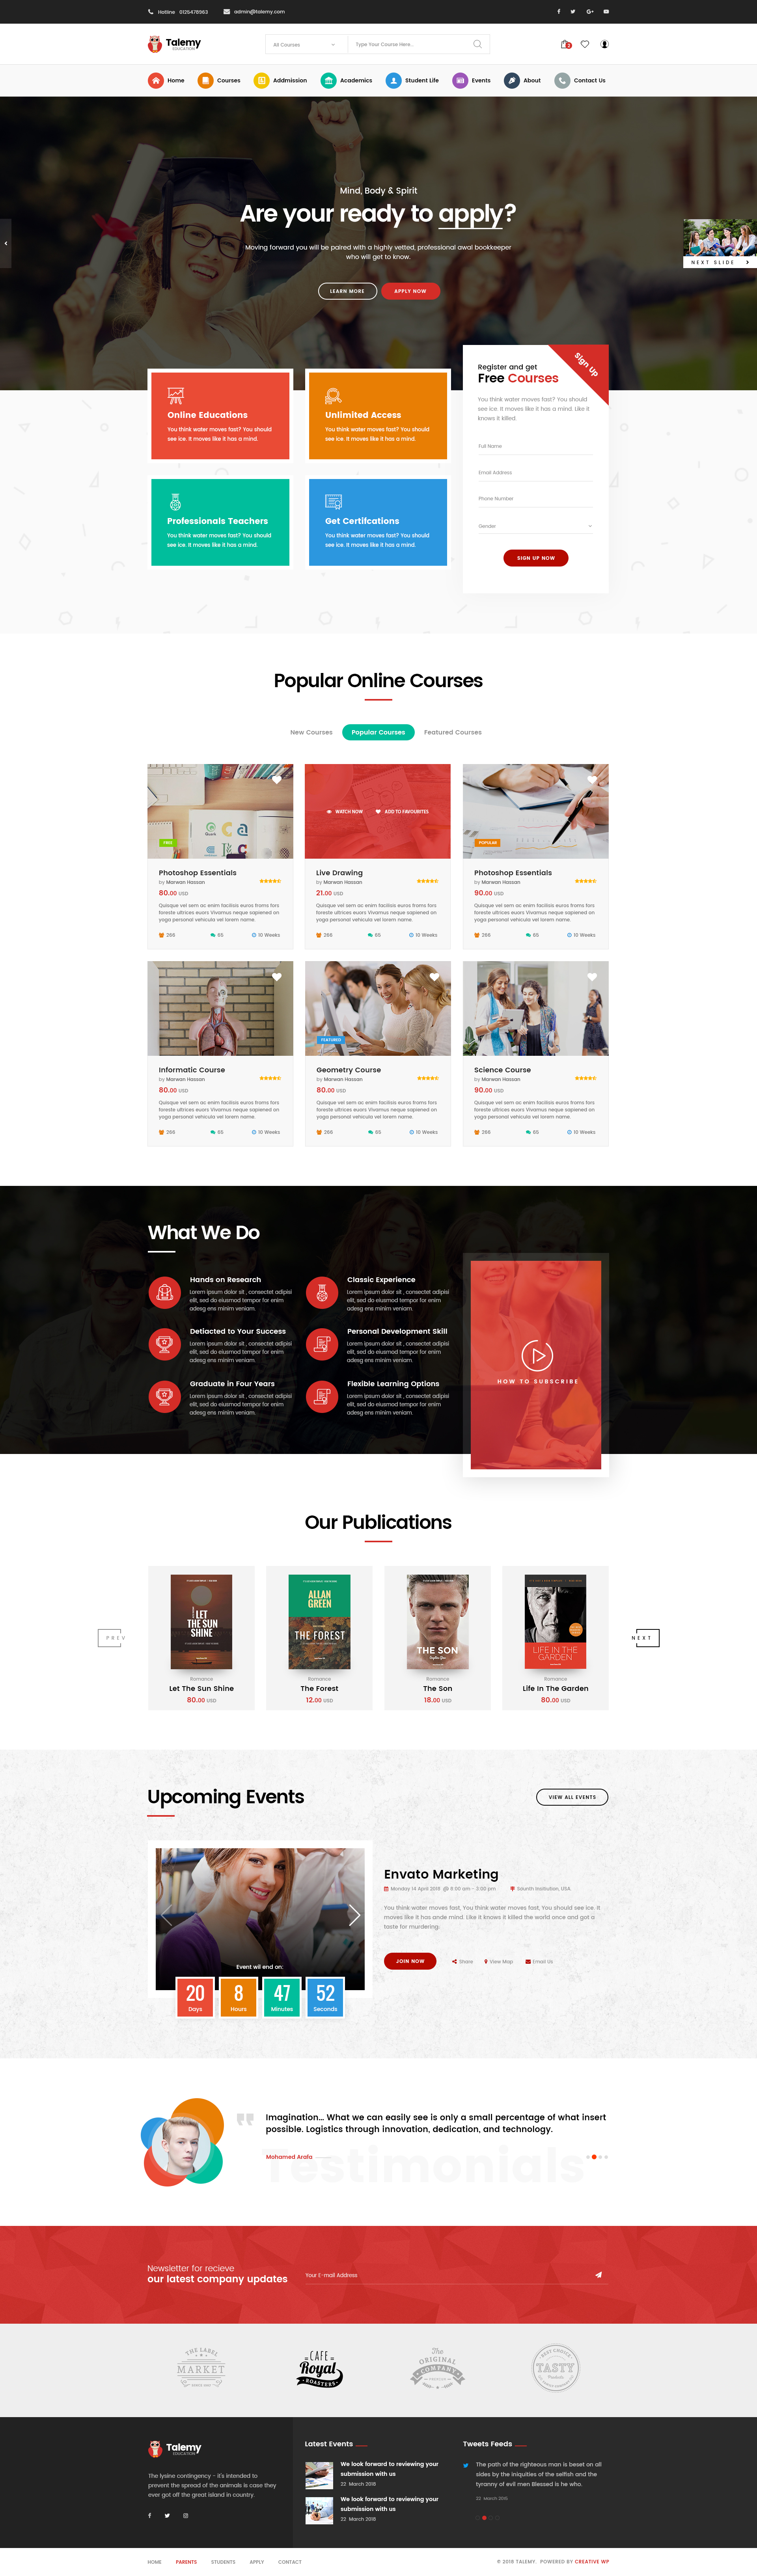 Hotline 0125478963 admin@talemy.com
Talemy
EDUCATION
All Courses
Type Your Course Here...
2
Home Courses Addmission Academics Student Life Events About Contact Us
Mind, Body & Spirit
Are your ready to apply?
Moving forward you will be paired with a highly vetted, professional awal bookeeper
who will get to know.
LEARN MORE
APPLY NOW
NEXT SLIDE
Online Educations
You think water moves fast? You should
see ice. It moves like it has a mind.
Unlimited Access
You think water moves fast? You should
see ice. It moves like it has a mind.
Professionals Teachers
You think water moves fast? You should
see ice. It moves like it has a mind.
Get Certifcations
You think water moves fast? You should
see ice. It moves like it has a mind.
Sign Up
Register and get
Free Courses
You think water moves fast? You should
see ice. It moves like it has a mind. Like it
knows it killed.
Full Name
Email Address
Phone Number
Gender
SIGN UP NOW
Popular Online Courses
New Courses
Popular Courses
Featured Courses
FREE
Photoshop Essentials
by Marwan Hassan
80.00 USD
Quisque vel sem ac enim facilisis euros froms fors
foreste ultrices euors Vivamus neque sapiened on
yoga personal vehicula vel lorem name.
266 65 10 Weeks
WATCH NOW
ADD TO FAVOURITES
Live Drawing
by Marwan Hassan
21.00 USD
Quisque vel sem ac enim facilisis euros froms fors
foreste ultrices euors Vivamus neque sapiened on
yoga personal vehicula vel lorem name.
266 65 10 Weeks
POPULAR
Photoshop Essentials
by Marwan Hassan
90.00 USD
Quisque vel sem ac enim facilisis euros froms fors
foreste ultrices euors Vivamus neque sapiened on
yoga personal vehicula vel lorem name.
266 65 10 Weeks
Informatic Course
by Marwan Hassan
80.00 USD
Quisque vel sem ac enim facilisis euros froms fors
foreste ultrices euors Vivamus neque sapiened on
yoga personal vehicula vel lorem name.
266 65 10 Weeks
FEATURED
Geometry Course
by Marwan Hassan
80.00 USD
Quisque vel sem ac enim facilisis euros froms fors
foreste ultrices euors Vivamus neque sapiened on
yoga personal vehicula vel lorem name.
266 65 10 Weeks
Science Course
by Marwan Hassan
90.00 USD
Quisque vel sem ac enim facilisis euros froms fors
foreste ultrices euors Vivamus neque sapiened on
yoga personal vehicula vel lorem name.
266 65 10 Weeks
What We Do
Hands on Research
Lorem ipsum dolor sit , consectet adipisi
elit, sed do eiusmod tempor for enim
adesg ens minim veniam.
Classic Experience
Lorem ipsum dolor sit , consectet adipisi
elit, sed do eiusmod tempor for enim
adesg ens minim veniam.
Detiacted to Your Success
Lorem ipsum dolor sit , consectet adipisi
elit, sed do eiusmod tempor for enim
adesg ens minim veniam.
Personal Development Skill
Lorem ipsum dolor sit , consectet adipisi
elit, sed do eiusmod tempor for enim
adesg ens minim veniam.
Graduate in Four Years
Lorem ipsum dolor sit , consectet adipisi
elit, sed do eiusmod tempor for enim
adesg ens minim veniam.
Flexible Learning Options
Lorem ipsum dolor sit , consectet adipisi
elit, sed do eiusmod tempor for enim
adesg ens minim veniam.
HOW TO SUBSCRIBE
Our Publications
PREV
NEXT
LET
THE SUN
SHINE
Romance
Let The Sun Shine
80.00 USD
ALLAN
GREEN
THE FOREST
Romance
The Forest
12.00 USD
THE SON
Romance
The Son
18.00 USD
LIFE IN THE
GARDEN
Romance
Life In The Garden
80.00 USD
Upcoming Events
VIEW ALL EVENTS
Evenet will end on:
20 Days
8 Hours
47 Minutes
52 Seconds
Envato Marketing
Monday 14 April 2018 @ 8:00 am - 2:00 pm
USA
You think water moves fast, You think water moves fast, You should see ice. It
moves like it has ande mind. Like it knows it killed the world once and got a
taste for murdering.
JOIN NOW
Share View Map Email Us
Imagination... What we can easily see is only a small percentage of what insert
possible. Logistics through innovation, dedication, and technology.
Testimonials
Mohamed Arafa
Newsletter for recieve
our latest company updates
Your E-mail Address
THE LABEL
MARKET
CAFE
Royal
ROASTERS
The
ORIGINAL
COMPANY
BEST CHOICE
TASTY
Talemy
EDUCATION
The lysine contingency - it's intended to
prevent the spread of the animals is case they
ever got off the great island in country.
Latest Events
We look forward to reviewing your
submission with us
22 March 2018
We look forward to reviewing your
submission with us
22 March 2018
Tweets Feeds
The path of the righteous man is beset on all
sides by the iniquities of the selfish and the
tyranny of evil men Blessed is he who.
HOME PARENTS STUDENTS APPLY CONTACT
© 2018 TALEMY. POWERED BY CREATIVE WP